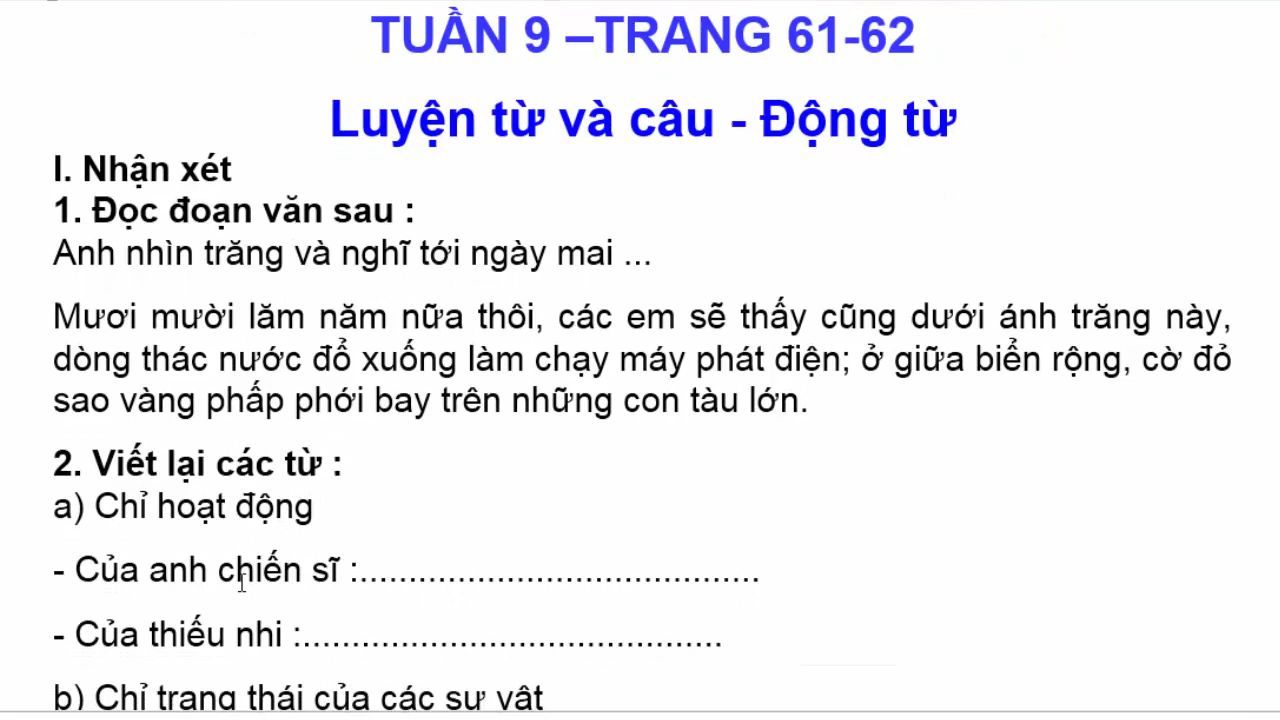 TUẦN 9 –TRANG 61-62
Luyện từ và câu - Động từ
I. Nhận xét
1. Đọc đoạn văn sau :
Anh nhìn trăng và nghĩ tới ngày mai ...
Mươi mười lăm năm nữa thôi, các em sẽ thấy cũng dưới ánh trăng này,
dòng thác nước đổ xuống làm chạy máy phát điện; ở giữa biển rộng, cờ đỏ
sao vàng phấp phới bay trên những con tàu lớn.
2. Viết lại các từ :
a) Chỉ hoạt động
- Của anh chiến sĩ :.........................................
- Của thiếu nhi :...........................................
b) Chỉ trạng thái của các sự vật